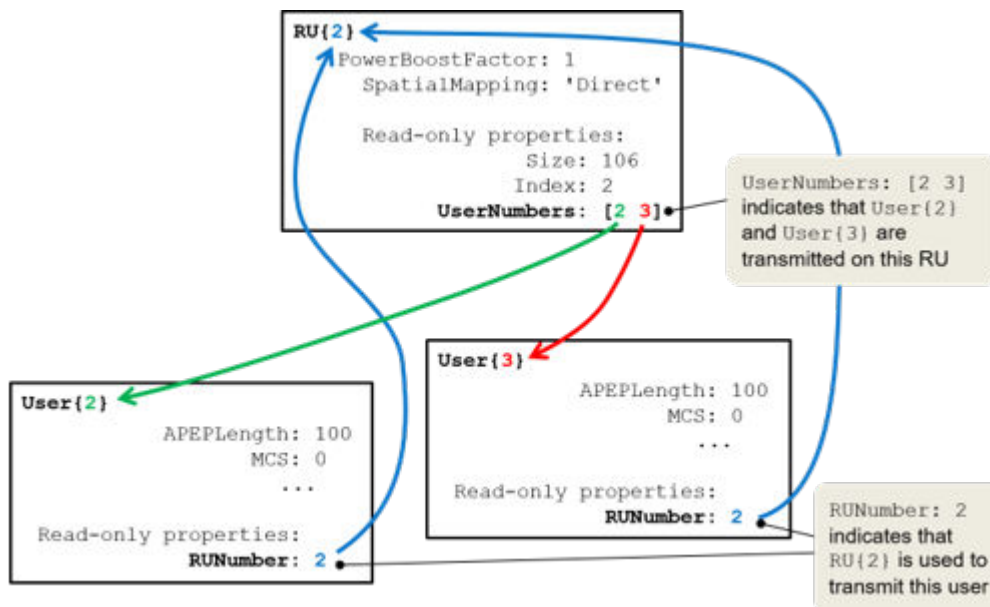 RU{2}
PowerBoostFactor: 1
SpatialMapping: 'Direct'
Read-only properties:
Size: 106
Index: 2
UserNumbers: [2 3]
UserNumbers: [2 3]
indicates that User{2}
and User{3} are
transmitted on this RU
User{2}
APEPLength: 100
MCS: 0
...
Read-only properties:
RUNumber: 2
User{3}
APEPLength: 100
MCS: 0
...
Read-only properties:
RUNumber: 2
RUNumber: 2
indicates that
RU{2} is used to
transmit this user